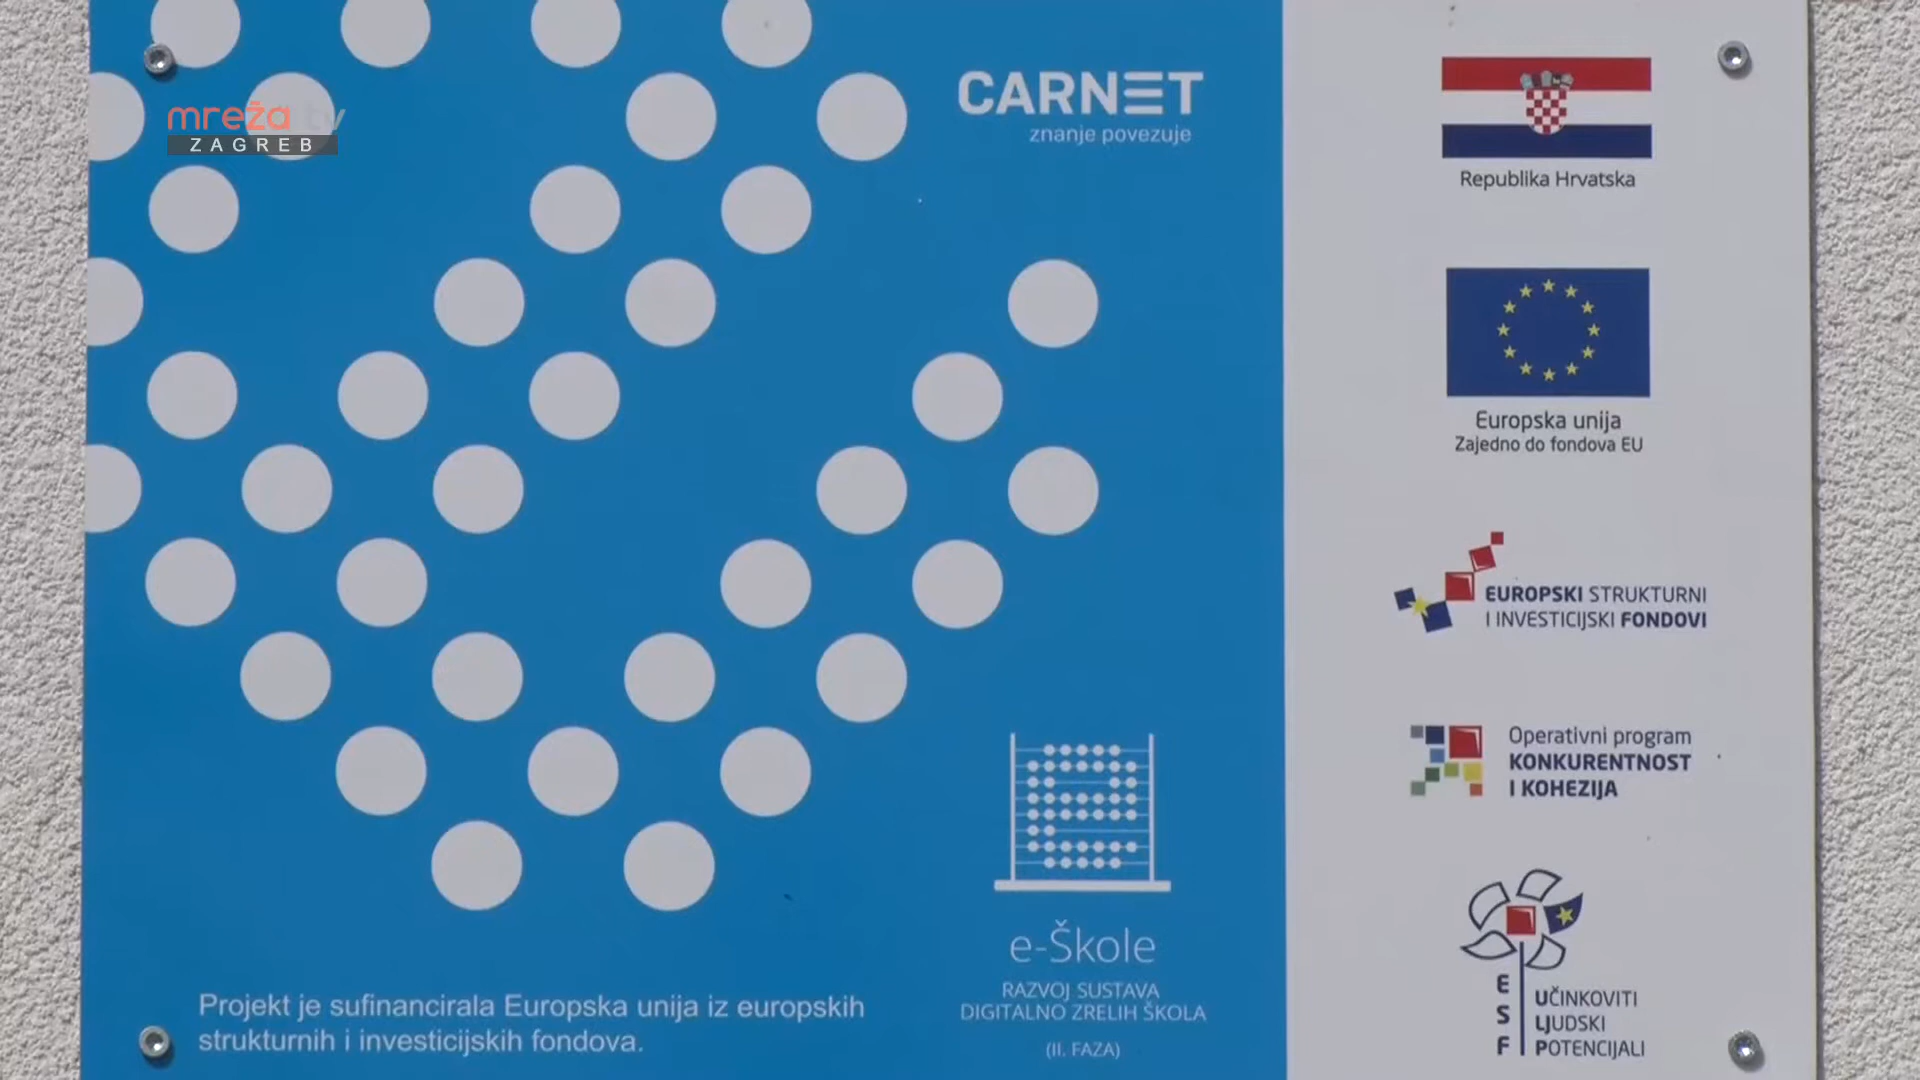 mreža tv
ZAGREB
CARNET
znanje povezuje
Republika Hrvatska
Europska unija
Zajedno do fondova EU
EUROPSKI STRUKTURNI
I INVESTICIJSKI FONDOVI
Operativni program
KONKURENTNOST
I KOHEZIJA
e-Škole
RAZVOJ SUSTAVA
DIGITALNO ZRELIH ŠKOLA
(II. FAZA)
Projekt je sufinancirala Europska unija iz europskih
strukturnih i investicijskih fondova.
ESF
UČINKOVITI
LJUDSKI
POTENCIJALI